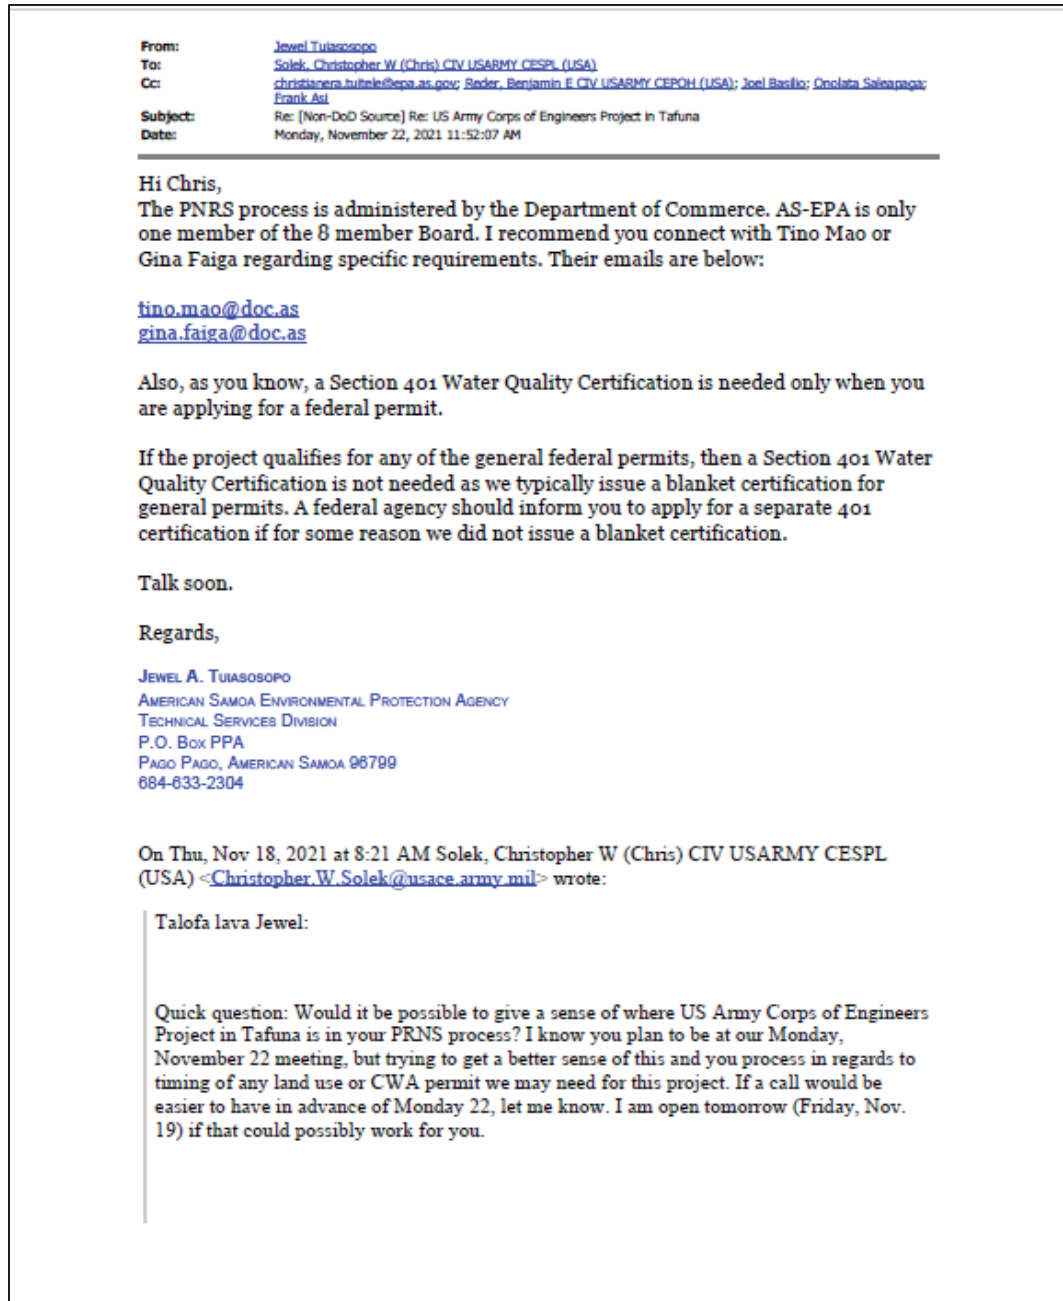 From: Jewel Tuiasosopo
To: Solek, Christopher W (Chris) CIV USARMY CESPL (USA)
Cc: christianera.tuitele@epa.as.gov; Reder, Benjamin E CIV USARMY CEPOH (USA); Joel Basilio; Onolata Saleapaga;
Frank Asi
Subject: Re: [Non-DoD Source] Re: US Army Corps of Engineers Project in Tafuna
Date: Monday, November 22, 2021 11:52:07 AM
Hi Chris,
The PNRS process is administered by the Department of Commerce. AS-EPA is only
one member of the 8 member Board. I recommend you connect with Tino Mao or
Gina Faiga regarding specific requirements. Their emails are below:
tino.mao@doc.as
gina.faiga@doc.as
Also, as you know, a Section 401 Water Quality Certification is needed only when you
are applying for a federal permit.
If the project qualifies for any of the general federal permits, then a Section 401 Water
Quality Certification is not needed as we typically issue a blanket certification for
general permits. A federal agency should inform you to apply for a separate 401
certification if for some reason we did not issue a blanket certification.
Talk soon.
Regards,
Jewel A. Tuiasosopo
American Samoa Environmental Protection Agency
Technical Services Division
P.O. Box PPA
Pago Pago, American Samoa 96799
684-633-2304
On Thu, Nov 18, 2021 at 8:21 AM Solek, Christopher W (Chris) CIV USARMY CESPL
(USA) <Christopher.W.Solek@usace.army.mil> wrote:
Talofa lava Jewel:
Quick question: Would it be possible to give a sense of where US Army Corps of Engineers
Project in Tafuna is in your PRNS process? I know you plan to be at our Monday,
November 22 meeting, but trying to get a better sense of this and you process in regards to
timing of any land use or CWA permit we may need for this project. If a call would be
easier to have in advance of Monday 22, let me know. I am open tomorrow (Friday, Nov.
19) if that could possibly work for you.